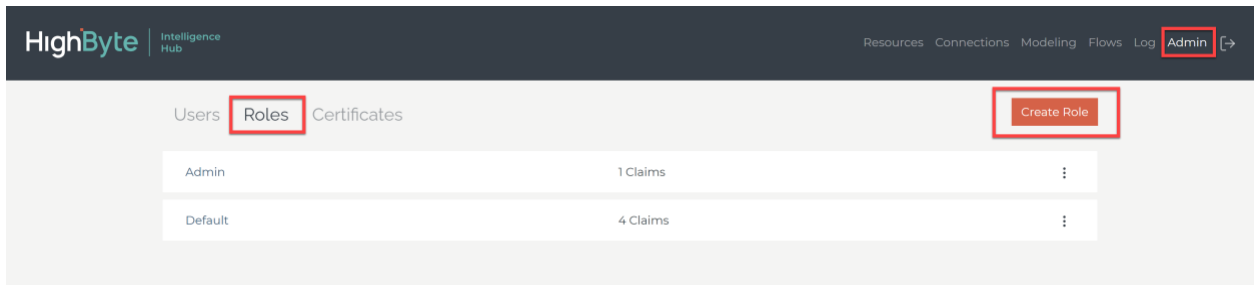 HighByte Intelligence Hub
Resources Connections Modeling Flows Log Admin
Users Roles Certificates Create Role
Admin 1 Claims
Default 4 Claims